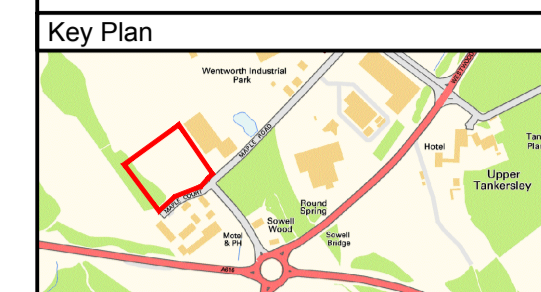 Key Plan
Wentworth Industrial
Park
WESTWOOD
MAPLE ROAD
Hotel
Upper
Tankersley
MAPLE COURT
Round
Spring
Sowell
Wood
Motel
& PH
Sowell
Bridge
A616